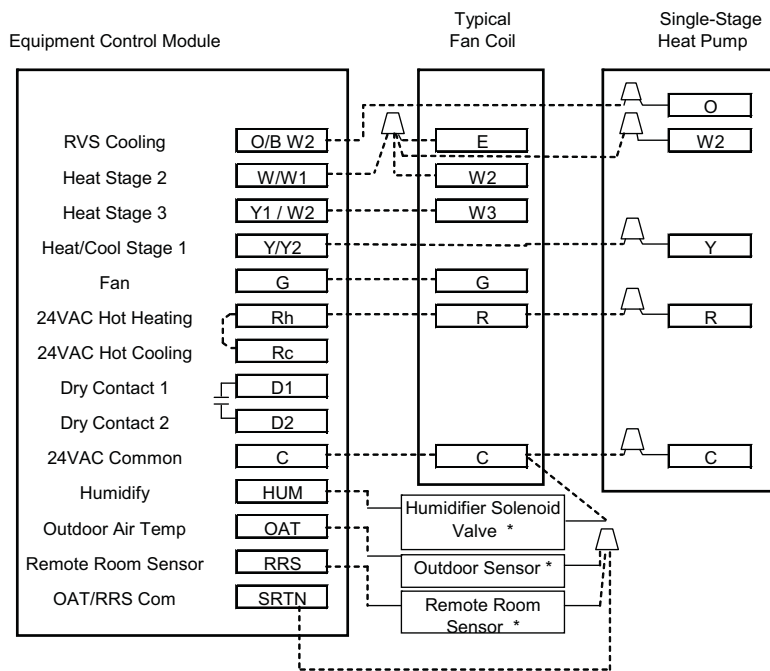 Equipment Control Module
Typical
Fan Coil
Single-Stage
Heat Pump
O
RVS Cooling O/B W2 E W2
Heat Stage 2 W/W1 W2
Heat Stage 3 Y1 / W2 W3
Heat/Cool Stage 1 Y/Y2 Y
Fan G G
24VAC Hot Heating Rh R R
24VAC Hot Cooling Rc
Dry Contact 1 D1
Dry Contact 2 D2
24VAC Common C C C
Humidify HUM
Humidifier Solenoid
Valve *
Outdoor Air Temp OAT
Outdoor Sensor *
Remote Room Sensor RRS
Remote Room
Sensor *
OAT/RRS Com SRTN